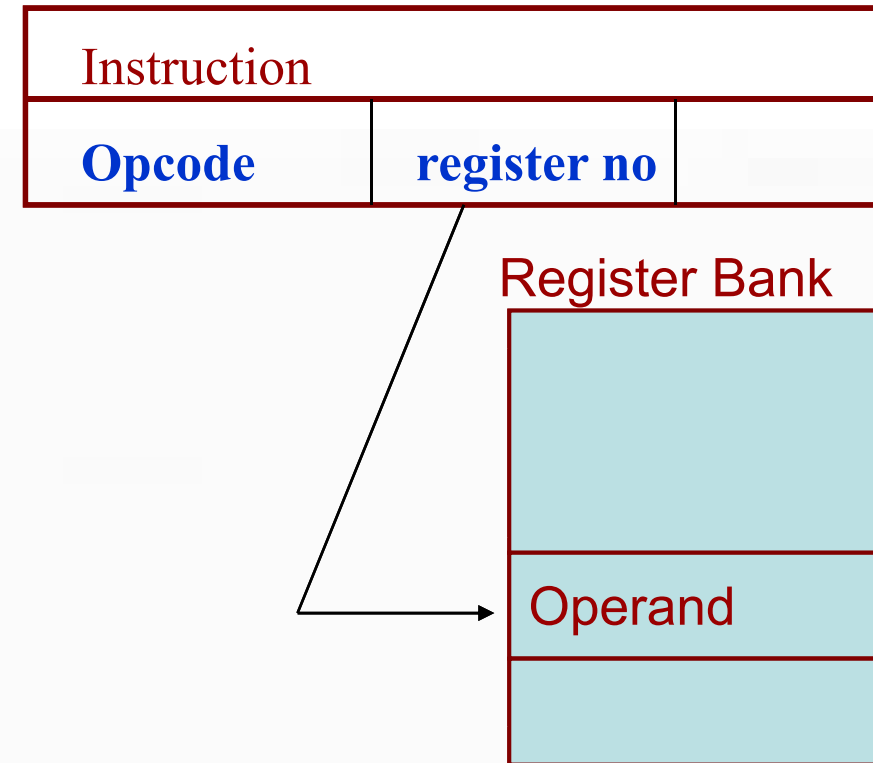 Instruction
Opcode register no
Register Bank
Operand